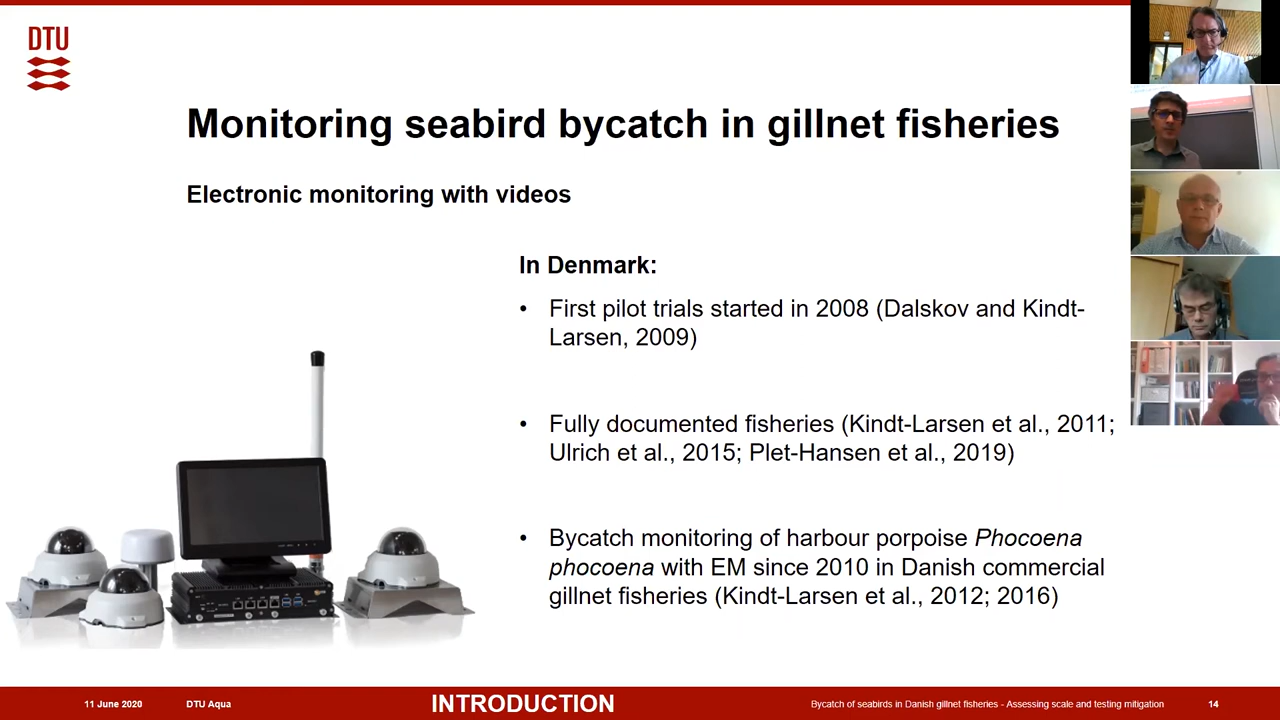 DTU
Monitoring seabird bycatch in gillnet fisheries
Electronic monitoring with videos
In Denmark:
• First pilot trials started in 2008 (Dalskov and Kindt-
Larsen, 2009)
• Fully documented fisheries (Kindt-Larsen et al., 2011;
Ulrich et al., 2015; Plet-Hansen et al., 2019)
• Bycatch monitoring of harbour porpoise Phocoena
phocoena with EM since 2010 in Danish commercial
gillnet fisheries (Kindt-Larsen et al., 2012; 2016)
11 June 2020
DTU Aqua
INTRODUCTION
Bycatch of seabirds in Danish gillnet fisheries - Assessing scale and testing mitigation
14